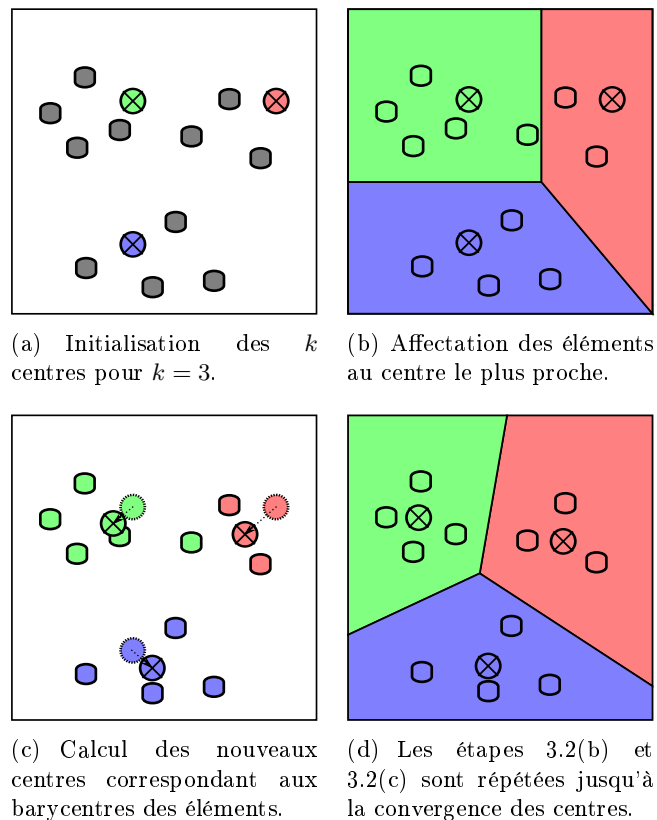 (a) Initialisation des k
centres pour k = 3.
(b) Affectation des éléments
au centre le plus proche.
(c) Calcul des nouveaux
centres correspondant aux
barycentres des éléments.
(d) Les étapes 3.2(b) et
3.2(c) sont répétées jusqu'à
la convergence des centres.